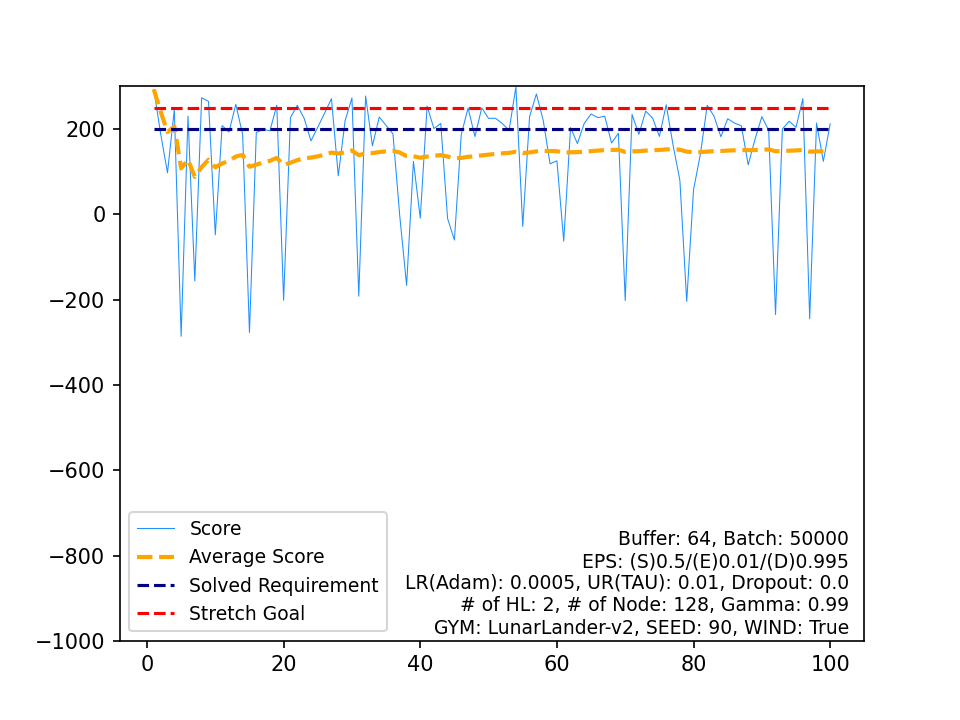 200
0
−200
−400
−600
−800
−1000
0 20 40 60 80 100
Score
Average Score
Solved Requirement
Stretch Goal
Buffer: 64, Batch: 50000
EPS: (S)0.5/(E)0.01/(D)0.995
LR(Adam): 0.0005, UR(TAU): 0.01, Dropout: 0.0
# of HL: 2, # of Node: 128, Gamma: 0.99
GYM: LunarLander-v2, SEED: 90, WIND: True